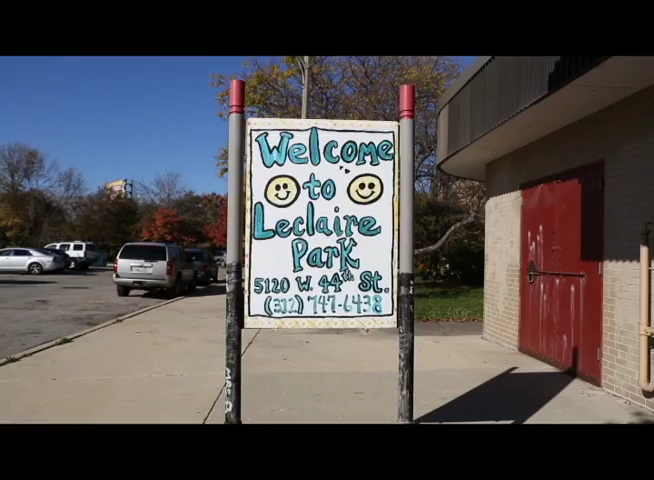 Welcome
to
Leclaire
Park
5120 W. 44th St.
(312) 747-6438